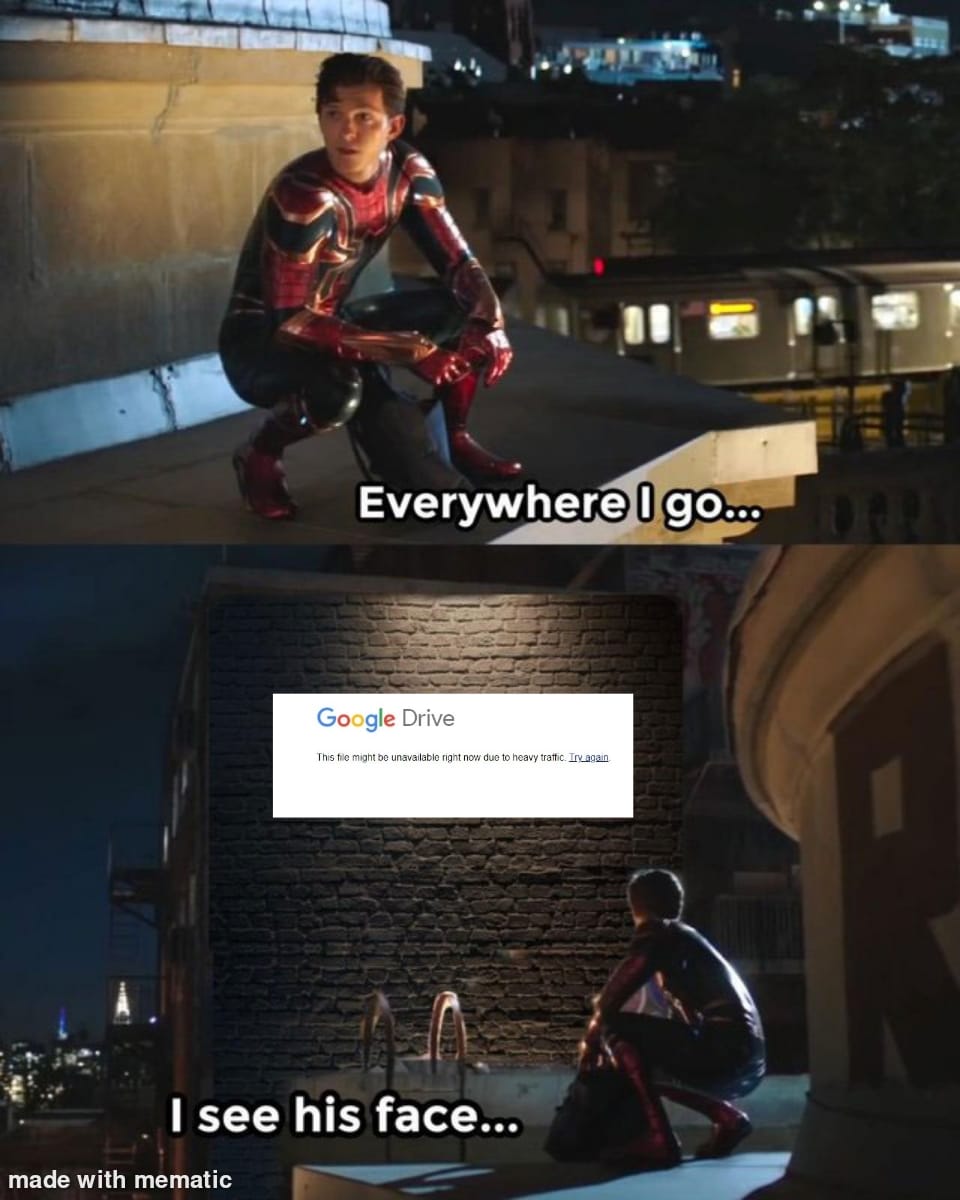 Everywhere I go...
Google Drive
This file might be unavailable right now due to heavy traffic. Try again.
I see his face...
made with mematic